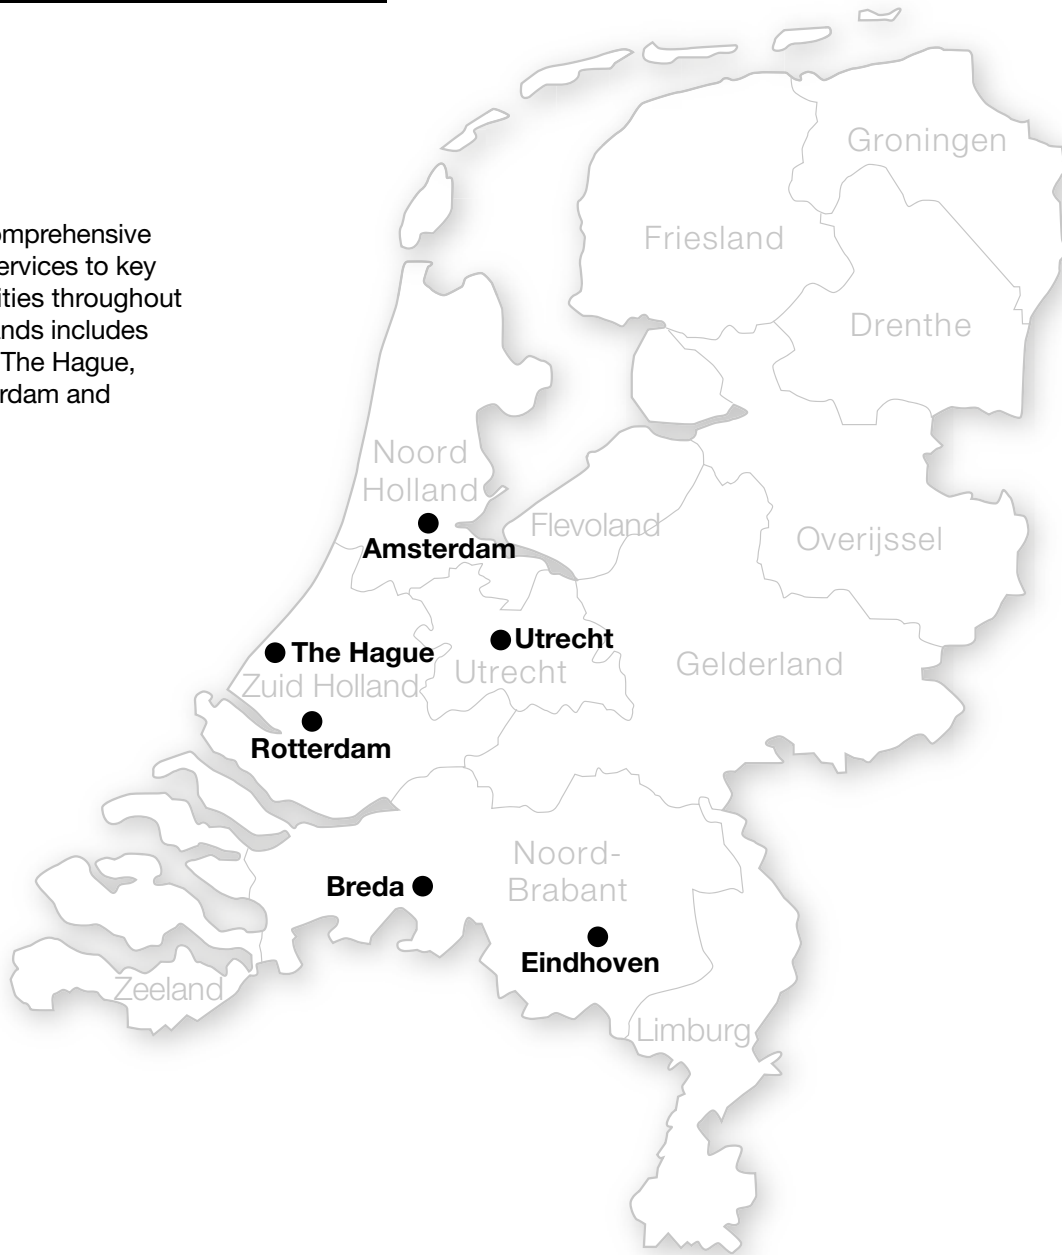 omprehensive
ervices to key
ities throughout
ands includes
The Hague,
rdam and
Groningen
Friesland
Drenthe
Noord
Holland
Amsterdam
Flevoland
Overijssel
The Hague
Zuid Holland
Utrecht
Utrecht
Gelderland
Rotterdam
Noord-
Brabant
Breda
Eindhoven
Zeeland
Limburg